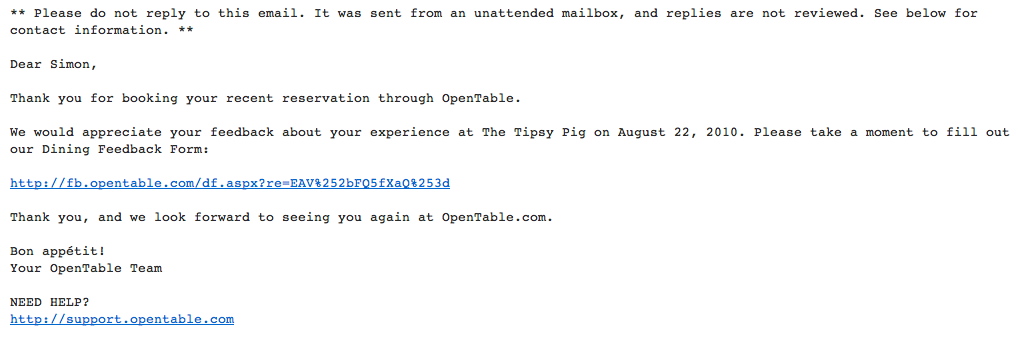 ** Please do not reply to this email. It was sent from an unattended mailbox, and replies are not reviewed. See below for
contact information. **
Dear Simon,
Thank you for booking your recent reservation through OpenTable.
We would appreciate your feedback about your experience at The Tipsy Pig on August 22, 2010. Please take a moment to fill out
our Dining Feedback Form:
http://fb.opentable.com/df.aspx?re=EAV%252bFQ5fXaQ%253d
Thank you, and we look forward to seeing you again at OpenTable.com.
Bon appétit!
Your OpenTable Team
NEED HELP?
http://support.opentable.com